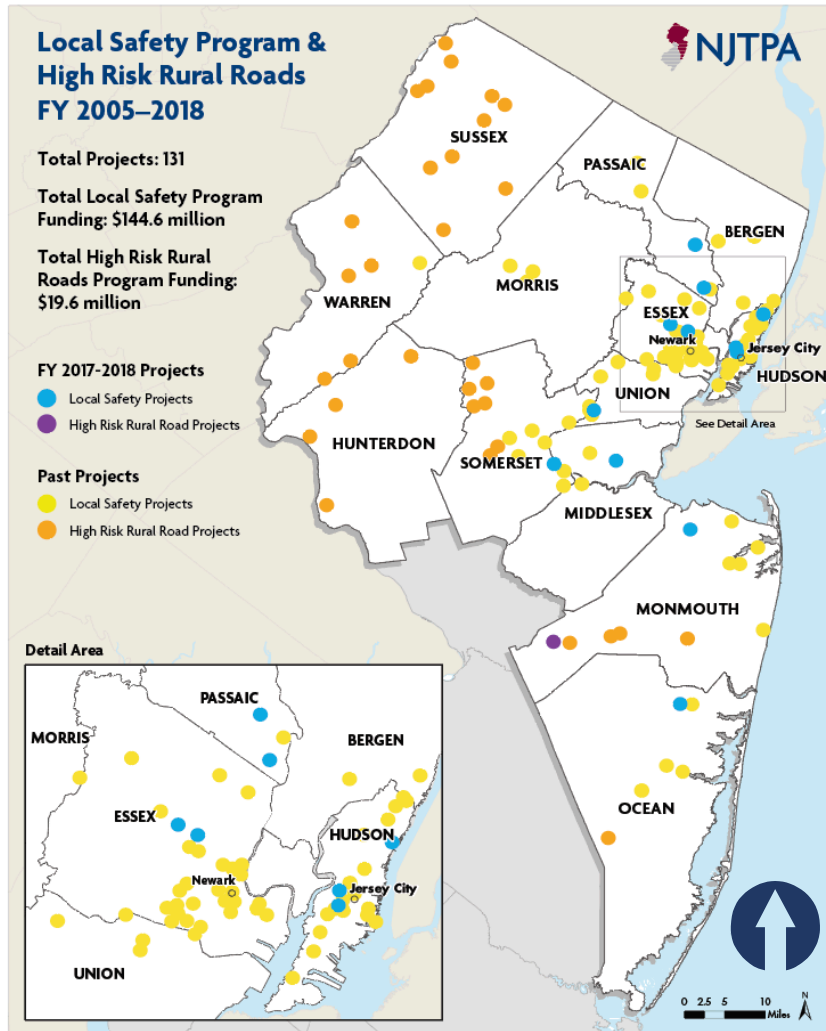 Local Safety Program &
High Risk Rural Roads
FY 2005–2018
NJTPA
Total Projects: 131
Total Local Safety Program
Funding: $144.6 million
Total High Risk Rural
Roads Program Funding:
$19.6 million
FY 2017-2018 Projects
Local Safety Projects
High Risk Rural Road Projects
Past Projects
Local Safety Projects
High Risk Rural Road Projects
SUSSEX
PASSAIC
BERGEN
WARREN
MORRIS
ESSEX
Newark
Jersey City
HUDSON
UNION
See Detail Area
HUNTERDON
SOMERSET
MIDDLESEX
MONMOUTH
OCEAN
Detail Area
PASSAIC
MORRIS
BERGEN
ESSEX
HUDSON
Newark
Jersey City
UNION
0 2.5 5 10
Miles
N